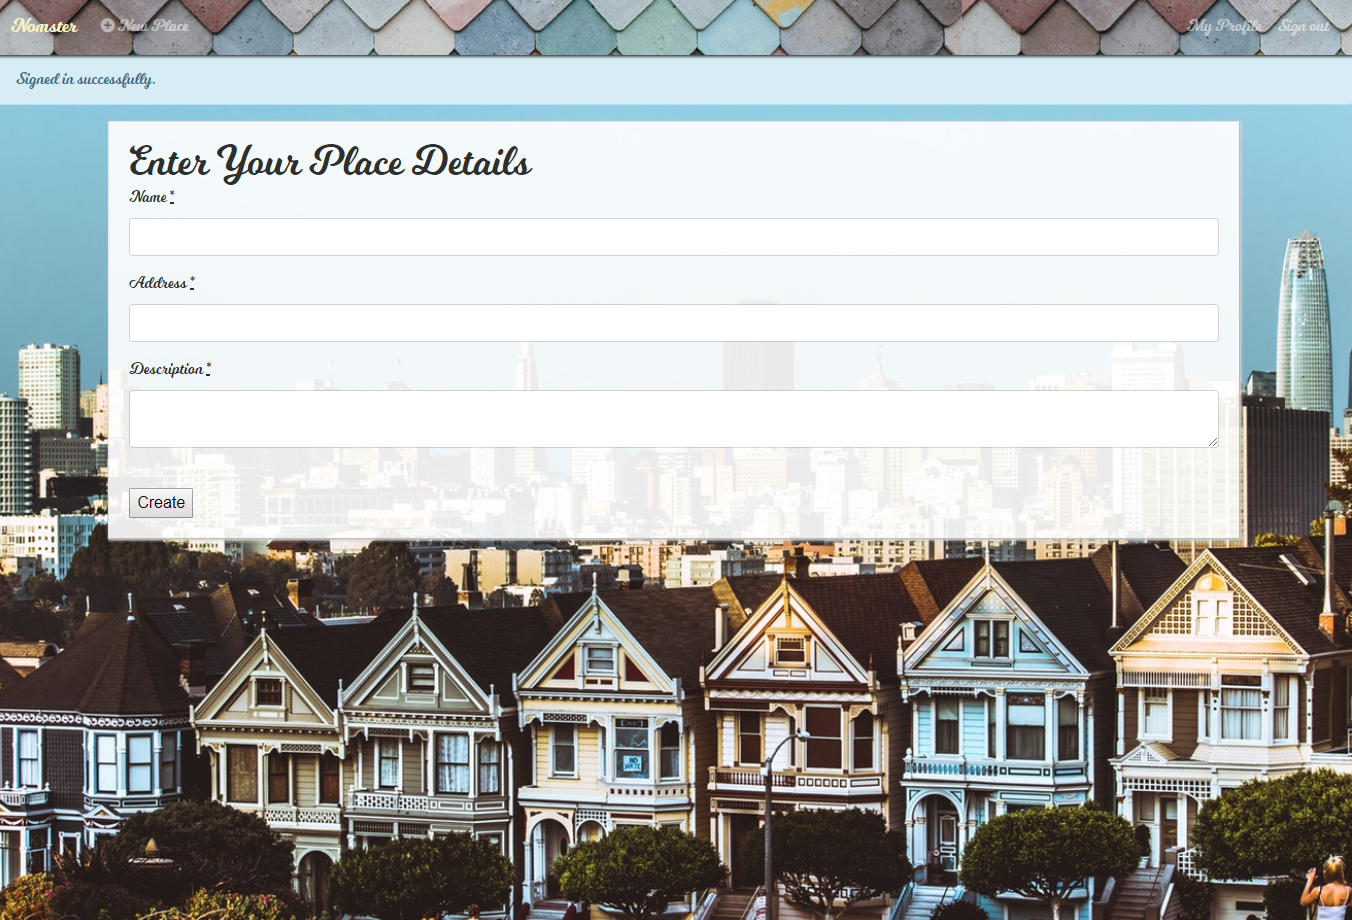 Nomster New Place My Profile Sign out
Signed in successfully.
Enter Your Place Details
Name *
Address *
Description *
Create
NO HATE